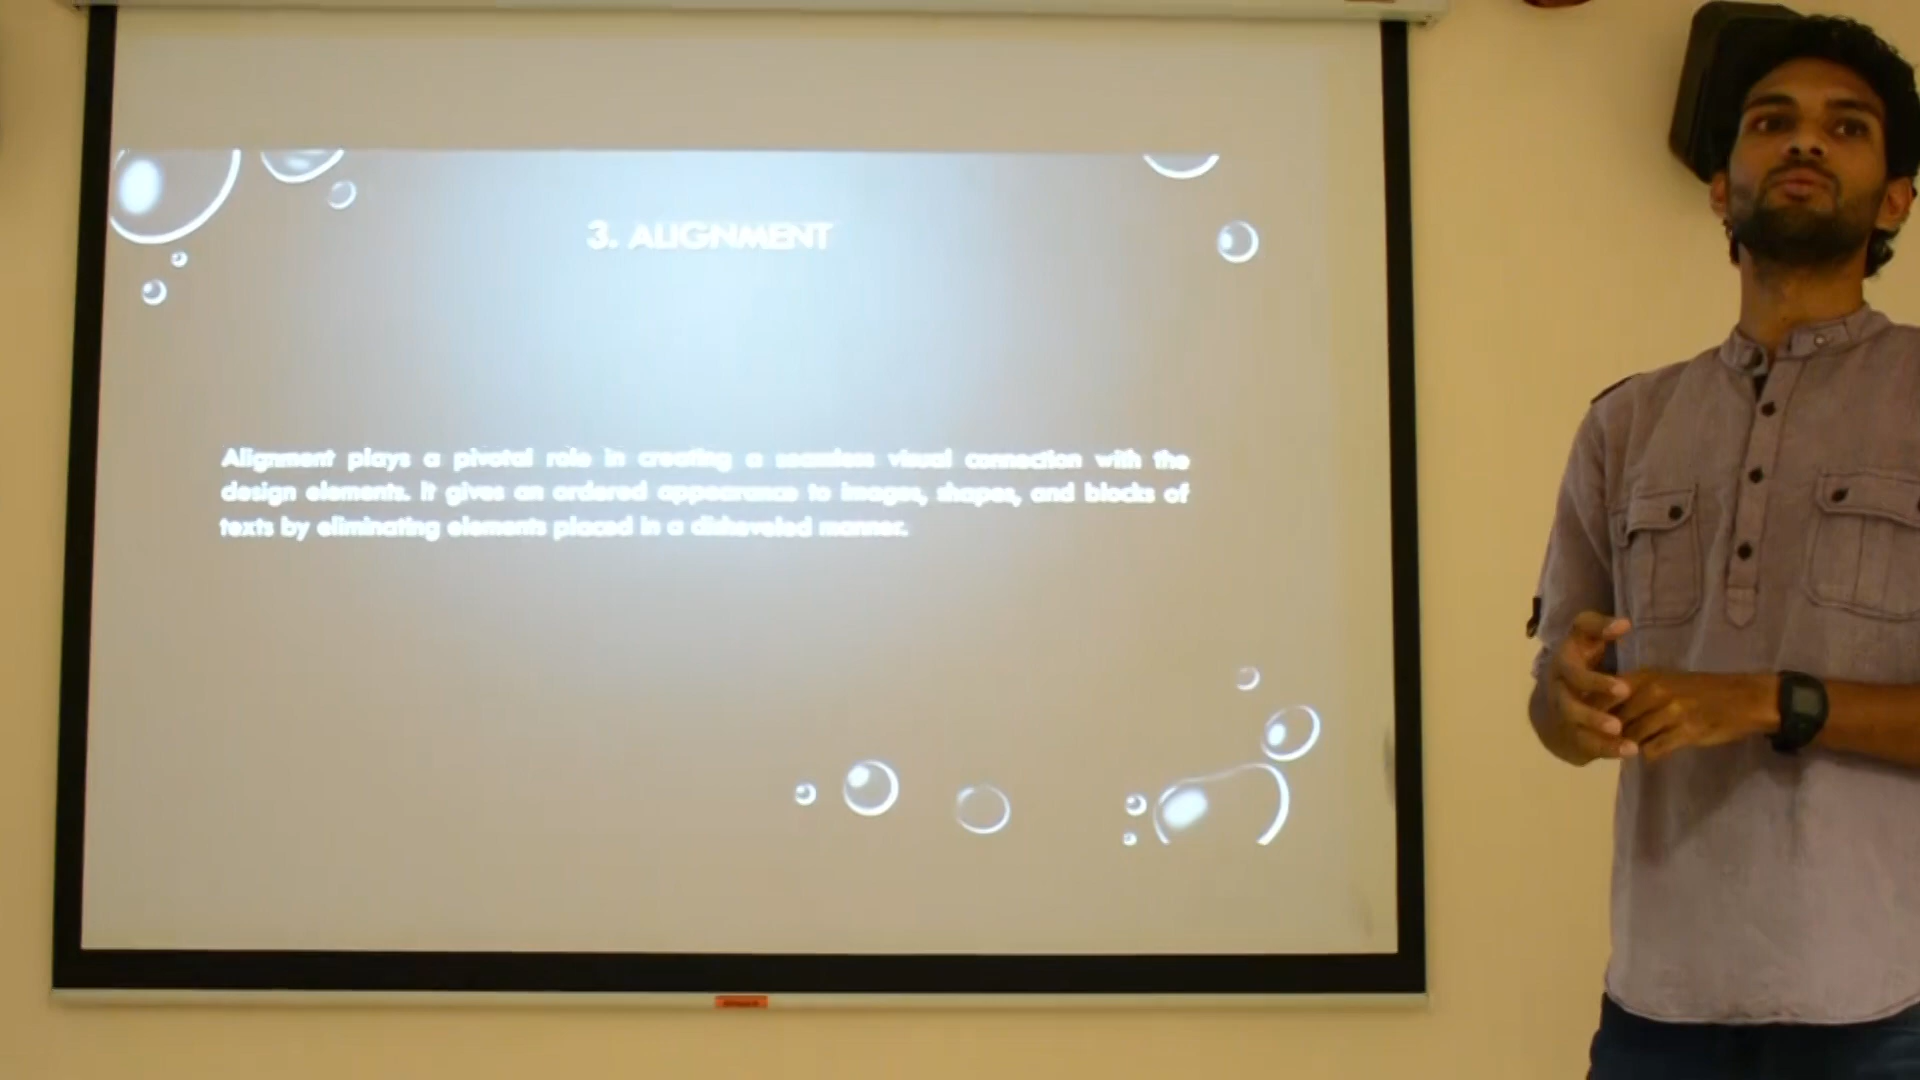 3. ALIGNMENT
Alignment plays a pivotal role in creating a seamless visual connection with the
design elements. It gives an ordered appearance to images, shapes, and blocks of
texts by eliminating elements placed in a disheveled manner.